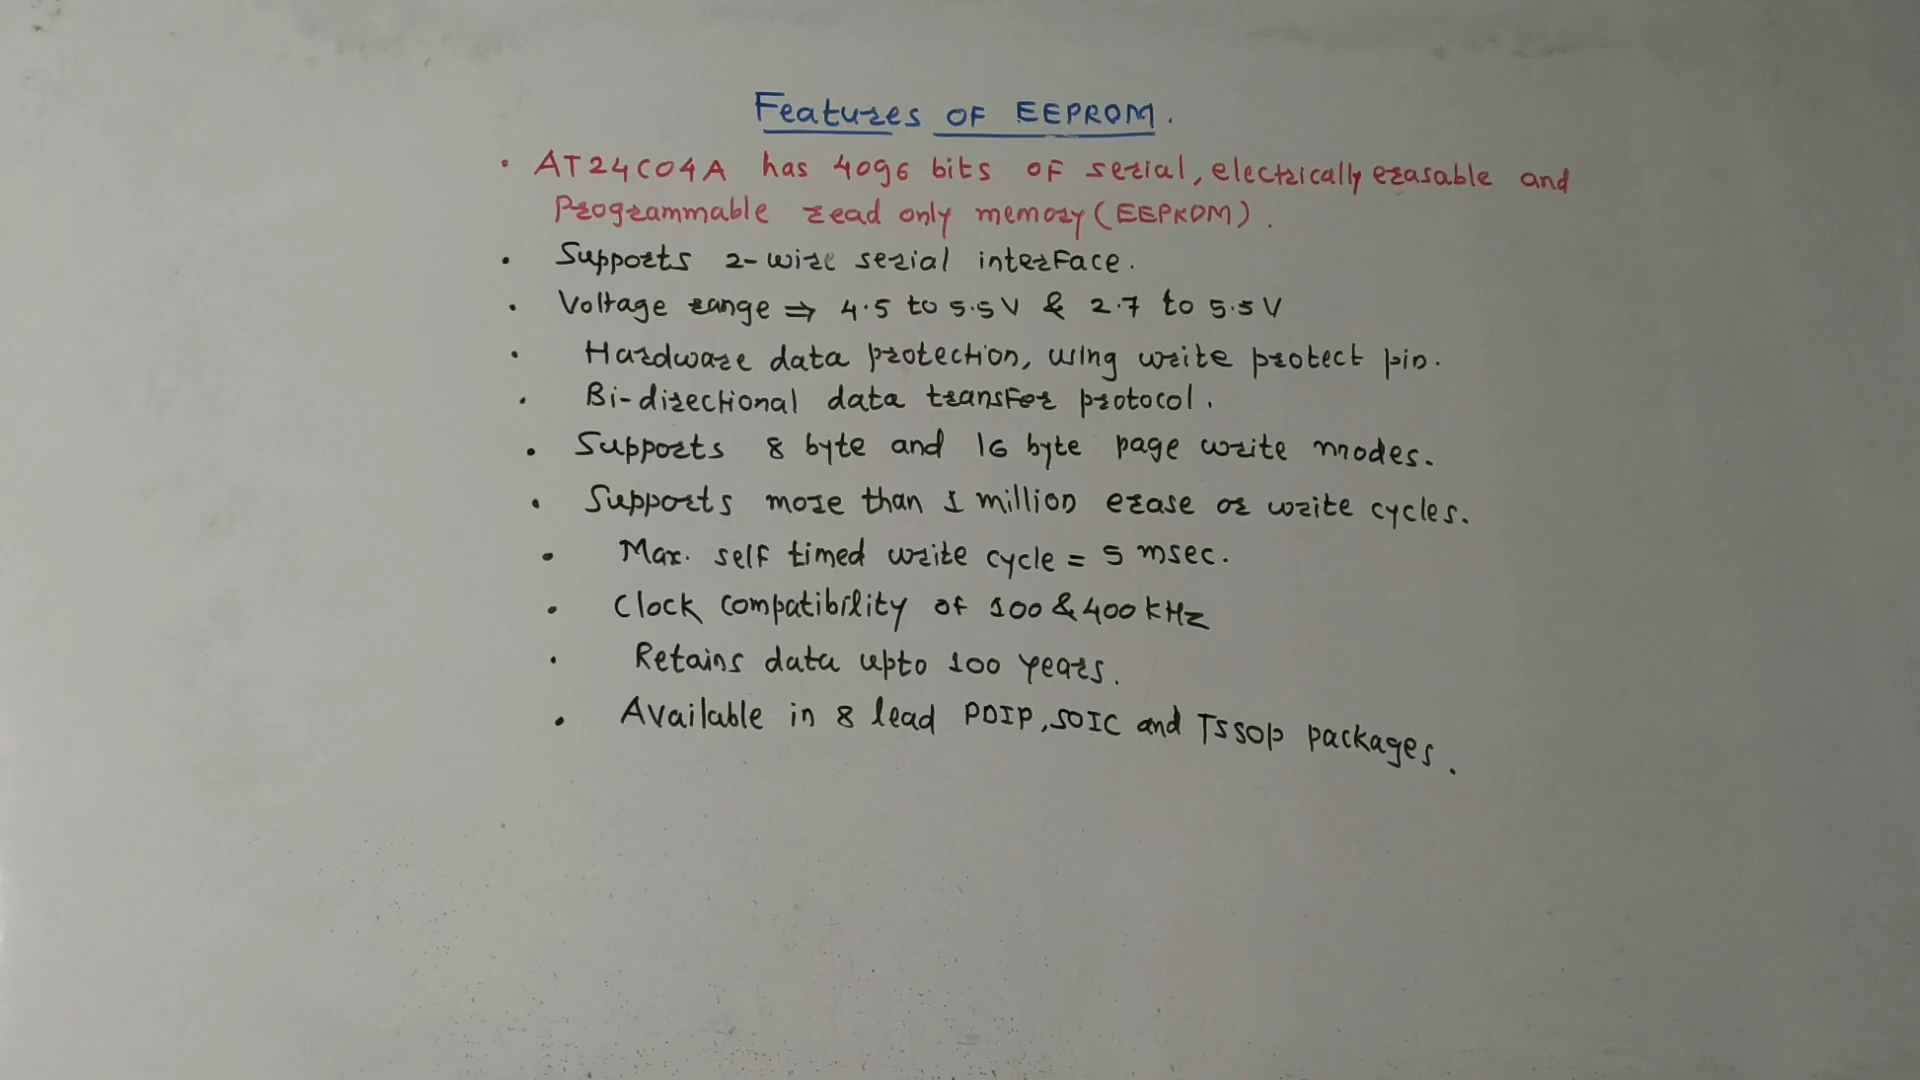 Features OF EEPROM.
• AT24C04A has 4096 bits OF serial, electrically erasable and
Programmable read only memory (EEPROM).
• Supports 2-wire serial interface.
• Voltage range ⇒ 4.5 to 5.5V & 2.7 to 5.5V
• Hardware data protection, using write protect pin.
• Bi-directional data transfer protocol.
• Supports 8 byte and 16 byte page write modes.
• Supports more than 1 million erase or write cycles.
• Max. self timed write cycle = 5 msec.
• Clock compatibility of 100 & 400 KHz
• Retains data upto 100 years.
• Available in 8 lead PDIP, SOIC and TSSOP packages.